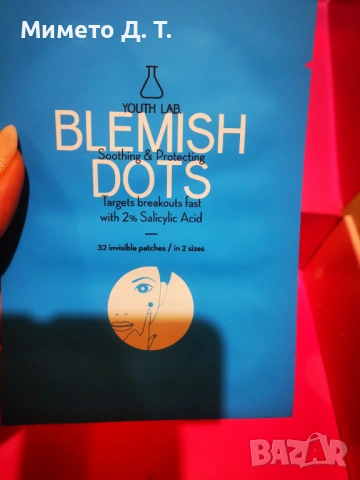 Мимето Д. Т.
YOUTH LAB.
BLEMISH
Soothing & Protecting
DOTS
Targets breakouts fast
with 2% Salicylic Acid
32 invisible patches / in 2 sizes
BAZAR